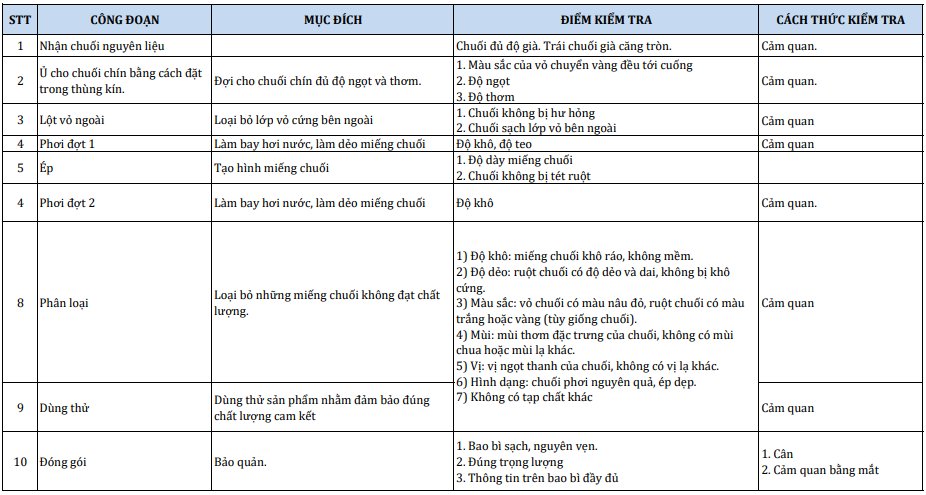 STT CÔNG ĐOẠN MỤC ĐÍCH ĐIỂM KIỂM TRA CÁCH THỨC KIỂM TRA
1 Nhận chuối nguyên liệu Chuối đủ độ già. Trái chuối già căng tròn. Cảm quan.
2 Ủ cho chuối chín bằng cách đặt
trong thùng kín. Đợi cho chuối chín đủ độ ngọt và thơm. 1. Màu sắc của vỏ chuyển vàng đều tới cuống
2. Độ ngọt
3. Độ thơm Cảm quan.
3 Lột vỏ ngoài Loại bỏ lớp vỏ cứng bên ngoài 1. Chuối không bị hư hỏng
2. Chuối sạch lớp vỏ bên ngoài Cảm quan
4 Phơi đợt 1 Làm bay hơi nước, làm dẻo miếng chuối Độ khô, độ teo Cảm quan
5 Ép Tạo hình miếng chuối 1. Độ dày miếng chuối
2. Chuối không bị tét ruột
4 Phơi đợt 2 Làm bay hơi nước, làm dẻo miếng chuối Độ khô Cảm quan.
8 Phân loại Loại bỏ những miếng chuối không đạt chất
lượng. 1) Độ khô: miếng chuối khô ráo, không mềm.
2) Độ dẻo: ruột chuối có độ dẻo và dai, không bị khô
cứng.
3) Màu sắc: vỏ chuối có màu nâu đỏ, ruột chuối có màu
trắng hoặc vàng (tùy giống chuối).
4) Mùi: mùi thơm đặc trưng của chuối, không có mùi
chua hoặc mùi lạ khác.
5) Vị: vị ngọt thanh của chuối, không có vị lạ khác.
6) Hình dạng: chuối phơi nguyên quả, ép dẹp.
7) Không có tạp chất khác Cảm quan
9 Dùng thử Dùng thử sản phẩm nhằm đảm bảo đúng
chất lượng cam kết Cảm quan
10 Đóng gói Bảo quản. 1. Bao bì sạch, nguyên vẹn.
2. Đúng trọng lượng
3. Thông tin trên bao bì đầy đủ 1. Cân
2. Cảm quan bằng mắt